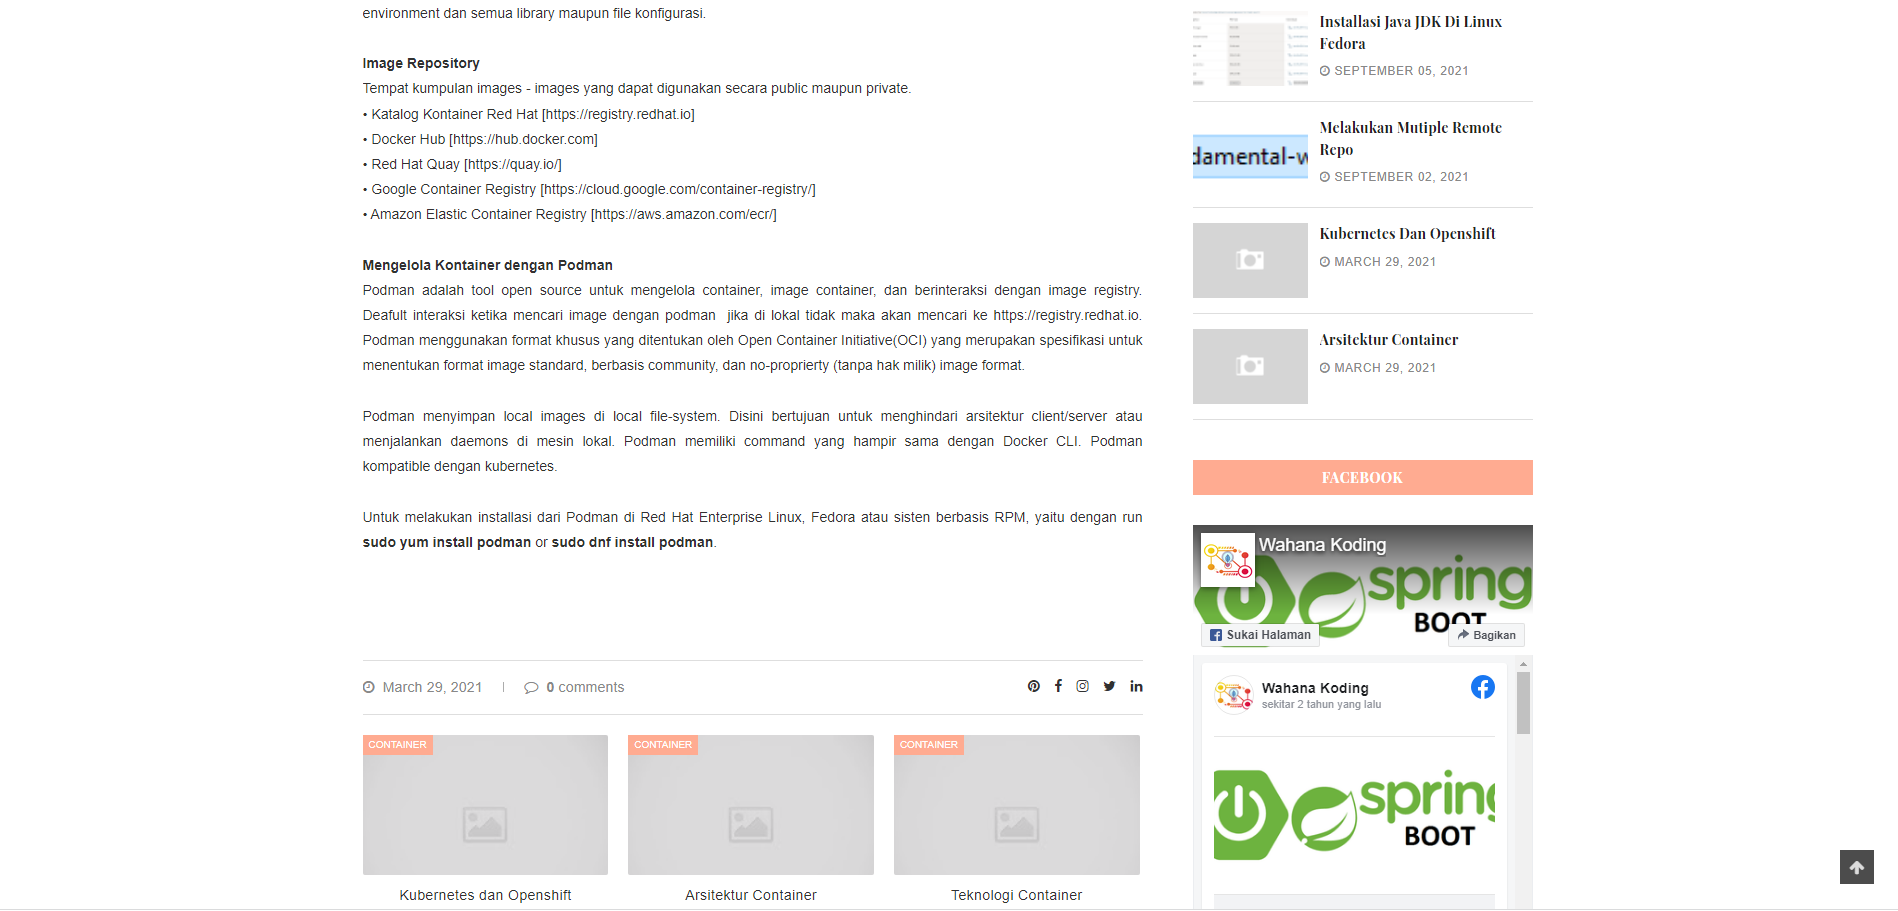 environment dan semua library maupun file konfigurasi.
Image Repository
Tempat kumpulan images - images yang dapat digunakan secara public maupun private.
• Katalog Kontainer Red Hat [https://registry.redhat.io]
• Docker Hub [https://hub.docker.com]
• Red Hat Quay [https://quay.io/]
• Google Container Registry [https://cloud.google.com/container-registry/]
• Amazon Elastic Container Registry [https://aws.amazon.com/ecr/]
Mengelola Kontainer dengan Podman
Podman adalah tool open source untuk mengelola container, image container, dan berinteraksi dengan image registry.
Deafult interaksi ketika mencari image dengan podman jika di lokal tidak maka akan mencari ke https://registry.redhat.io.
Podman menggunakan format khusus yang ditentukan oleh Open Container Initiative(OCI) yang merupakan spesifikasi untuk
menentukan format image standard, berbasis community, dan no-proprierty (tanpa hak milik) image format.
Podman menyimpan local images di local file-system. Disini bertujuan untuk menghindari arsitektur client/server atau
menjalankan daemons di mesin lokal. Podman memiliki command yang hampir sama dengan Docker CLI. Podman
kompatible dengan kubernetes.
Untuk melakukan installasi dari Podman di Red Hat Enterprise Linux, Fedora atau sisten berbasis RPM, yaitu dengan run
sudo yum install podman or sudo dnf install podman.
March 29, 2021
0 comments
CONTAINER
Kubernetes dan Openshift
CONTAINER
Arsitektur Container
CONTAINER
Teknologi Container
Installasi Java JDK Di Linux
Fedora
SEPTEMBER 05, 2021
damental-w
Melakukan Mutiple Remote
Repo
SEPTEMBER 02, 2021
Kubernetes Dan Openshift
MARCH 29, 2021
Arsitektur Container
MARCH 29, 2021
FACEBOOK
Wahana Koding
spring
BOOT
Sukai Halaman
Bagikan
Wahana Koding
sekitar 2 tahun yang lalu
spring
BOOT